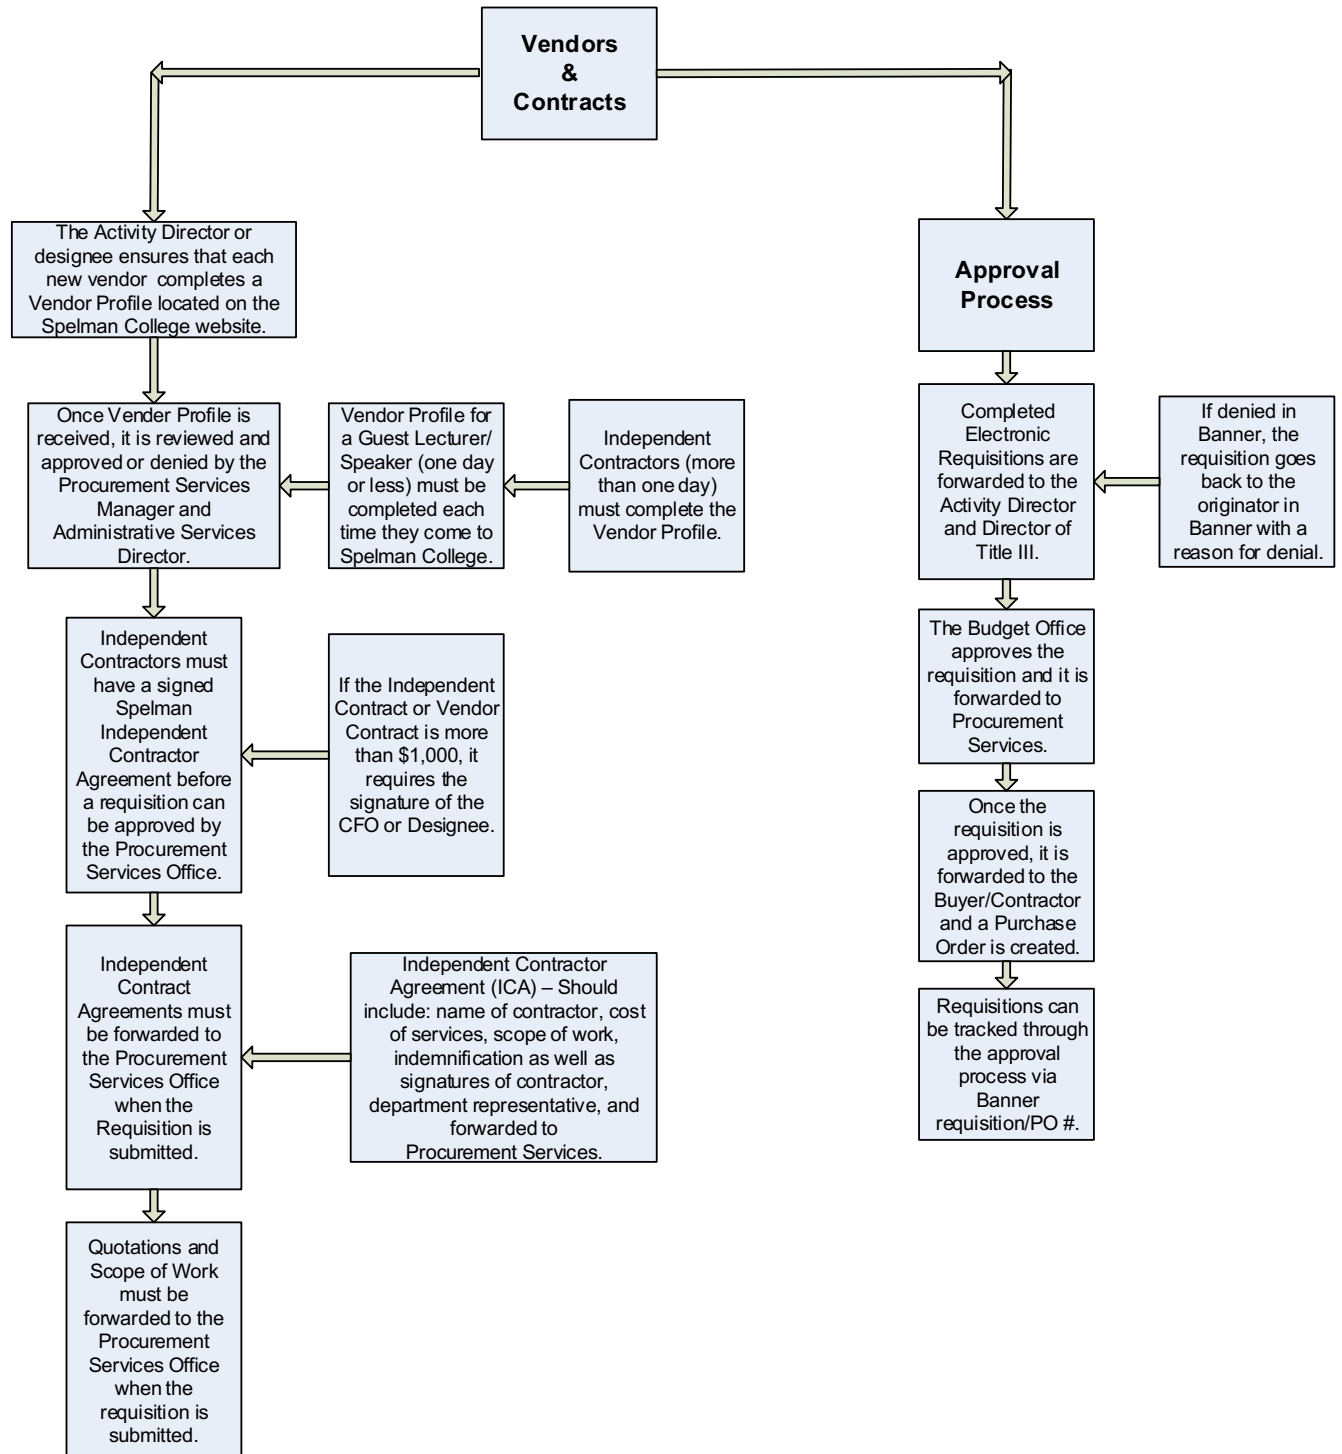 Vendors
&
Contracts
The Activity Director or
designee ensures that each
new vendor completes a
Vendor Profile located on the
Spelman College website.
Once Vender Profile is
received, it is reviewed and
approved or denied by the
Procurement Services
Manager and
Administrative Services
Director.
Vendor Profile for
a Guest Lecturer/
Speaker (one day
or less) must be
completed each
time they come to
Spelman College.
Independent
Contractors (more
than one day)
must complete the
Vendor Profile.
Independent
Contractors must
have a signed
Spelman
Independent
Contractor
Agreement before
a requisition can
be approved by
the Procurement
Services Office.
If the Independent
Contract or Vendor
Contract is more
than $1,000, it
requires the
signature of the
CFO or Designee.
Independent
Contract
Agreements must
be forwarded to
the Procurement
Services Office
when the
Requisition is
submitted.
Independent Contractor
Agreement (ICA) – Should
include: name of contractor, cost
of services, scope of work,
indemnification as well as
signatures of contractor,
department representative, and
forwarded to
Procurement Services.
Quotations and
Scope of Work
must be
forwarded to the
Procurement
Services Office
when the
requisition is
submitted.
Approval
Process
Completed
Electronic
Requisitions are
forwarded to the
Activity Director
and Director of
Title III.
If denied in
Banner, the
requisition goes
back to the
originator in
Banner with a
reason for denial.
The Budget Office
approves the
requisition and it is
forwarded to
Procurement
Services.
Once the
requisition is
approved, it is
forwarded to the
Buyer/Contractor
and a Purchase
Order is created.
Requisitions can
be tracked through
the approval
process via
Banner
requisition/PO #.